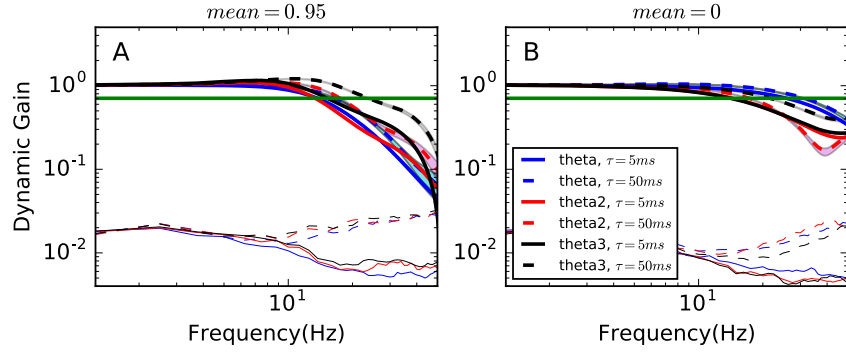 mean = 0.95
mean = 0
A
B
Dynamic Gain
10^0
10^-1
10^-2
10^0
10^-1
10^-2
theta, τ = 5ms
theta, τ = 50ms
theta2, τ = 5ms
theta2, τ = 50ms
theta3, τ = 5ms
theta3, τ = 50ms
10^1
10^1
Frequency(Hz)
Frequency(Hz)